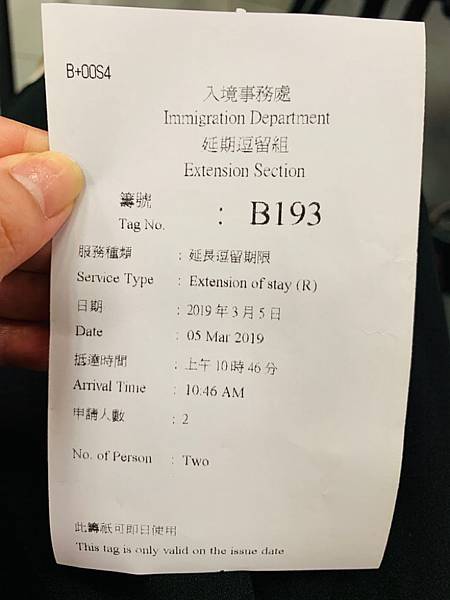 B+00S4
入境事務處
Immigration Department
延期逗留組
Extension Section
籌號
Tag No. : B193
服務種類 : 延長逗留期限
Service Type : Extension of stay (R)
日期 : 2019 年 3 月 5 日
Date : 05 Mar 2019
抵達時間 : 上午 10 時 46 分
Arrival Time : 10:46 AM
申請人數 : 2
No. of Person : Two
此籌祇可即日使用
This tag is only valid on the issue date